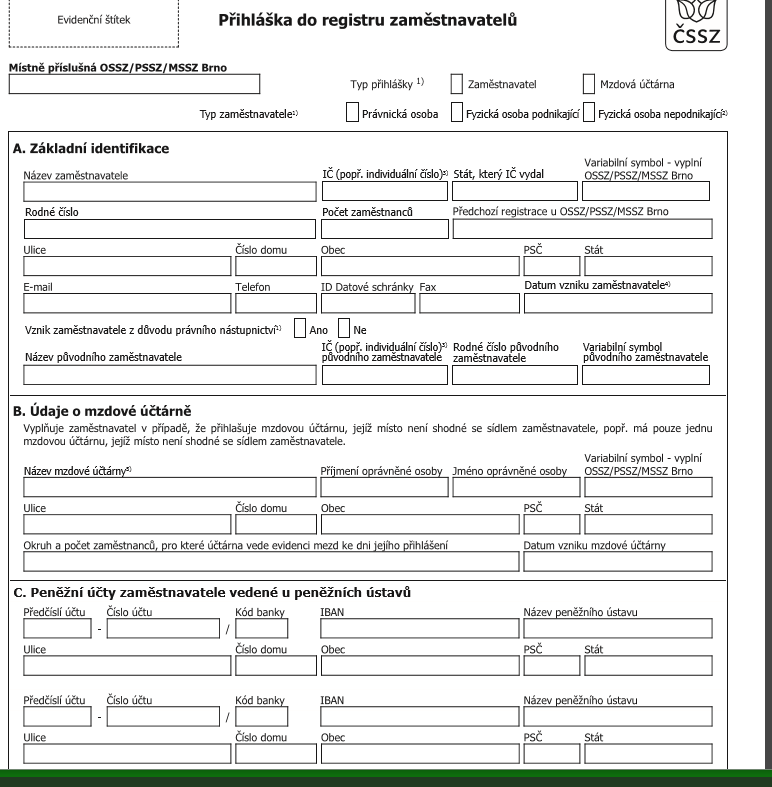 Evidenční štítek
Přihláška do registru zaměstnavatelů
ČSSZ
Místně příslušná OSSZ/PSSZ/MSSZ Brno
Typ přihlášky 1) Zaměstnavatel Mzdová účtárna
Typ zaměstnavatele1) Právnická osoba Fyzická osoba podnikající Fyzická osoba nepodnikající2)
A. Základní identifikace
Název zaměstnavatele IČ (popř. individuální číslo)3) Stát, který IČ vydal Variabilní symbol - vyplní
OSSZ/PSSZ/MSSZ Brno
Rodné číslo Počet zaměstnanců Předchozí registrace u OSSZ/PSSZ/MSSZ Brno
Ulice Číslo domu Obec PSČ Stát
E-mail Telefon ID Datové schránky Fax Datum vzniku zaměstnavatele4)
Vznik zaměstnavatele z důvodu právního nástupnictví1) Ano Ne
Název původního zaměstnavatele IČ (popř. individuální číslo)3) Rodné číslo původního Variabilní symbol
původního zaměstnavatele zaměstnavatele původního zaměstnavatele
B. Údaje o mzdové účtárně
Vyplňuje zaměstnavatel v případě, že přihlašuje mzdovou účtárnu, jejíž místo není shodné se sídlem zaměstnavatele, popř. má pouze jednu
mzdovou účtárnu, jejíž místo není shodné se sídlem zaměstnavatele.
Název mzdové účtárny5) Příjmení oprávněné osoby Jméno oprávněné osoby Variabilní symbol - vyplní
OSSZ/PSSZ/MSSZ Brno
Ulice Číslo domu Obec PSČ Stát
Okruh a počet zaměstnanců, pro které účtárna vede evidenci mezd ke dni jejího přihlášení Datum vzniku mzdové účtárny
C. Peněžní účty zaměstnavatele vedené u peněžních ústavů
Předčíslí účtu Číslo účtu Kód banky IBAN Název peněžního ústavu
- /
Ulice Číslo domu Obec PSČ Stát
Předčíslí účtu Číslo účtu Kód banky IBAN Název peněžního ústavu
- /
Ulice Číslo domu Obec PSČ Stát